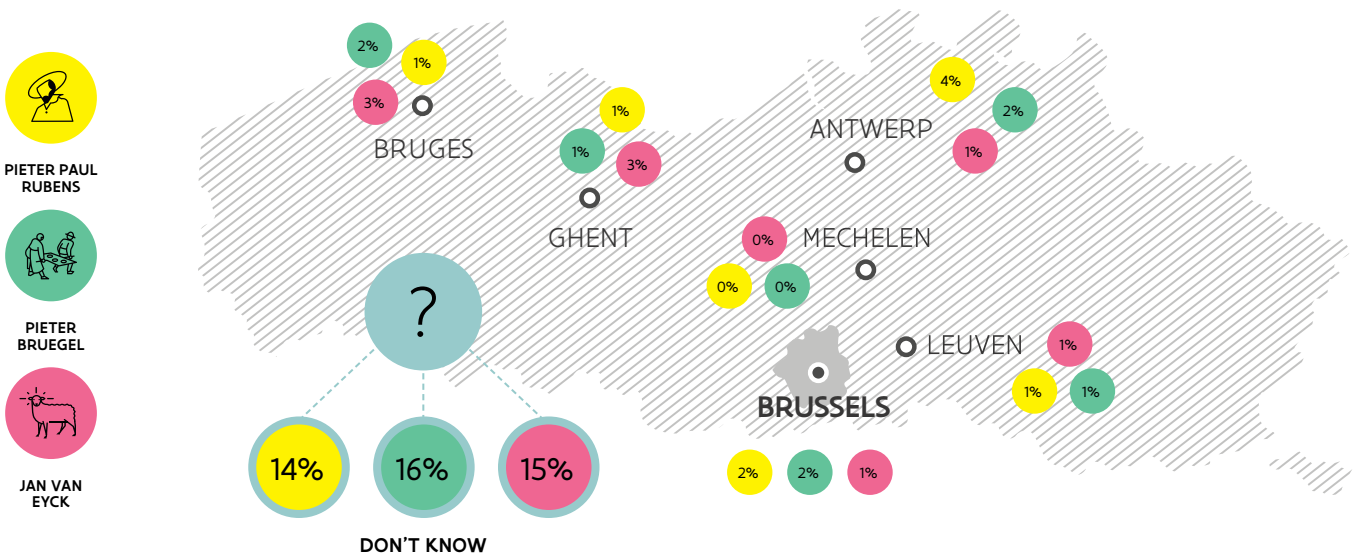 PIETER PAUL
RUBENS
PIETER
BRUEGEL
JAN VAN
EYCK
2%
1%
3%
BRUGES
1%
1%
3%
GHENT
4%
2%
1%
ANTWERP
0%
0%
0%
MECHELEN
LEUVEN
1%
1%
1%
BRUSSELS
2%
2%
1%
?
14%
16%
15%
DON'T KNOW